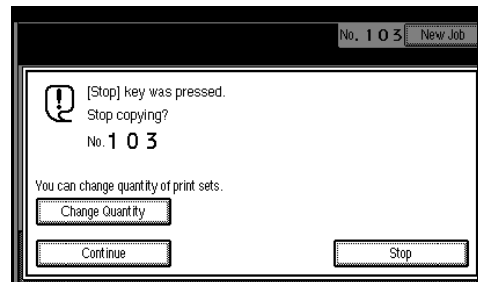 No. 1 0 3 New Job
[Stop] key was pressed.
Stop copying?
No. 1 0 3
You can change quantity of print sets.
Change Quantity
Continue Stop